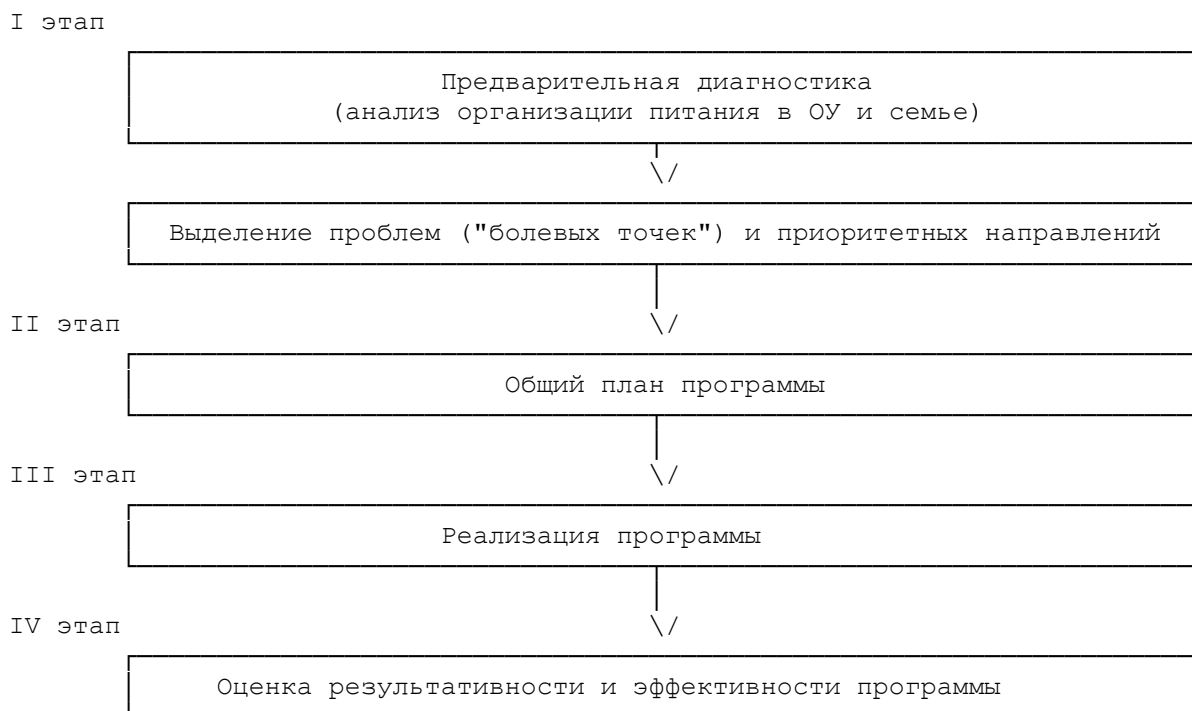 I этап
Предварительная диагностика
(анализ организации питания в ОУ и семье)
\/
Выделение проблем ("болевых точек") и приоритетных направлений
II этап
\/
Общий план программы
III этап
\/
Реализация программы
IV этап
\/
Оценка результативности и эффективности программы